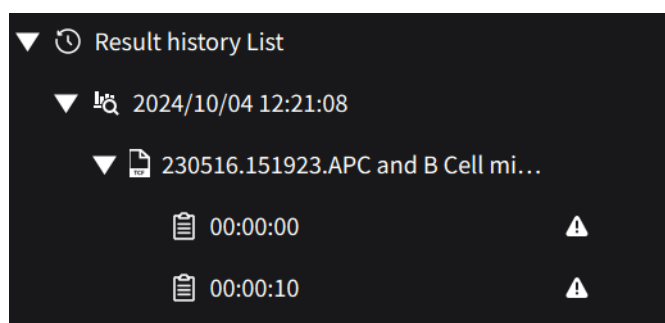 Result history List
2024/10/04 12:21:08
TCF
230516.151923.APC and B Cell mi...
00:00:00
00:00:10